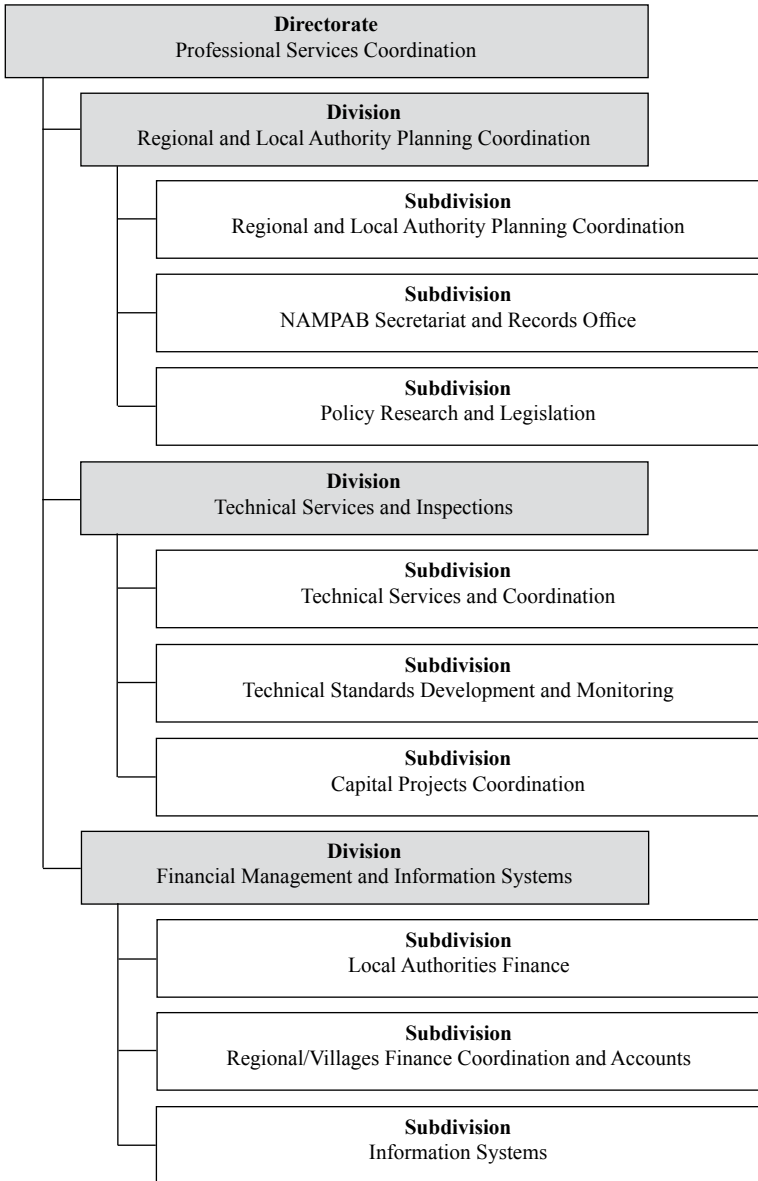 Directorate
Professional Services Coordination
Division
Regional and Local Authority Planning Coordination
Subdivision
Regional and Local Authority Planning Coordination
Subdivision
NAMPAB Secretariat and Records Office
Subdivision
Policy Research and Legislation
Division
Technical Services and Inspections
Subdivision
Technical Services and Coordination
Subdivision
Technical Standards Development and Monitoring
Subdivision
Capital Projects Coordination
Division
Financial Management and Information Systems
Subdivision
Local Authorities Finance
Subdivision
Regional/Villages Finance Coordination and Accounts
Subdivision
Information Systems